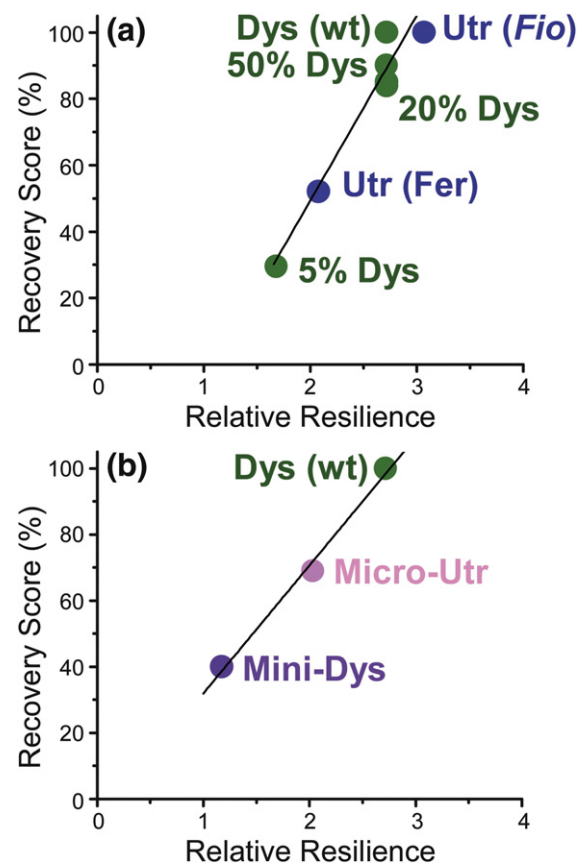 (a)
Dys (wt)
Utr (Fio)
50% Dys
20% Dys
Utr (Fer)
5% Dys
Recovery Score (%)
100
80
60
40
20
0
0 1 2 3 4
Relative Resilience
(b)
Dys (wt)
Micro-Utr
Mini-Dys
Recovery Score (%)
100
80
60
40
20
0
0 1 2 3 4
Relative Resilience